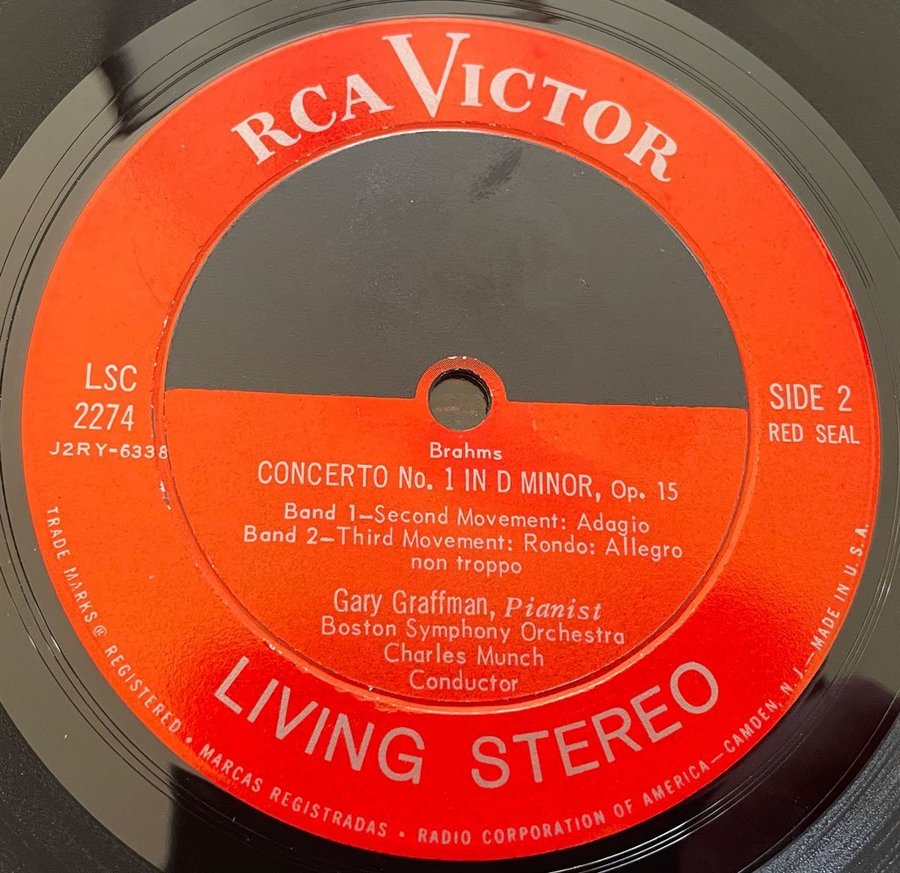 RCA VICTOR
LSC
2274
J2RY-6338
SIDE 2
RED SEAL
Brahms
CONCERTO No. 1 IN D MINOR, Op. 15
Band 1—Second Movement: Adagio
Band 2—Third Movement: Rondo: Allegro
non troppo
Gary Graffman, Pianist
Boston Symphony Orchestra
Charles Munch
Conductor
LIVING STEREO
TRADE MARKS ® REGISTERED • MARCAS REGISTRADAS • RADIO CORPORATION OF AMERICA—CAMDEN, N. J.—MADE IN U.S.A.